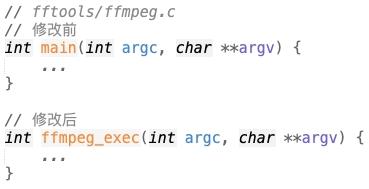 // fftools/ffmpeg.c
// 修改前
int main(int argc, char **argv) {
    ...
}

// 修改后
int ffmpeg_exec(int argc, char **argv) {
    ...
}